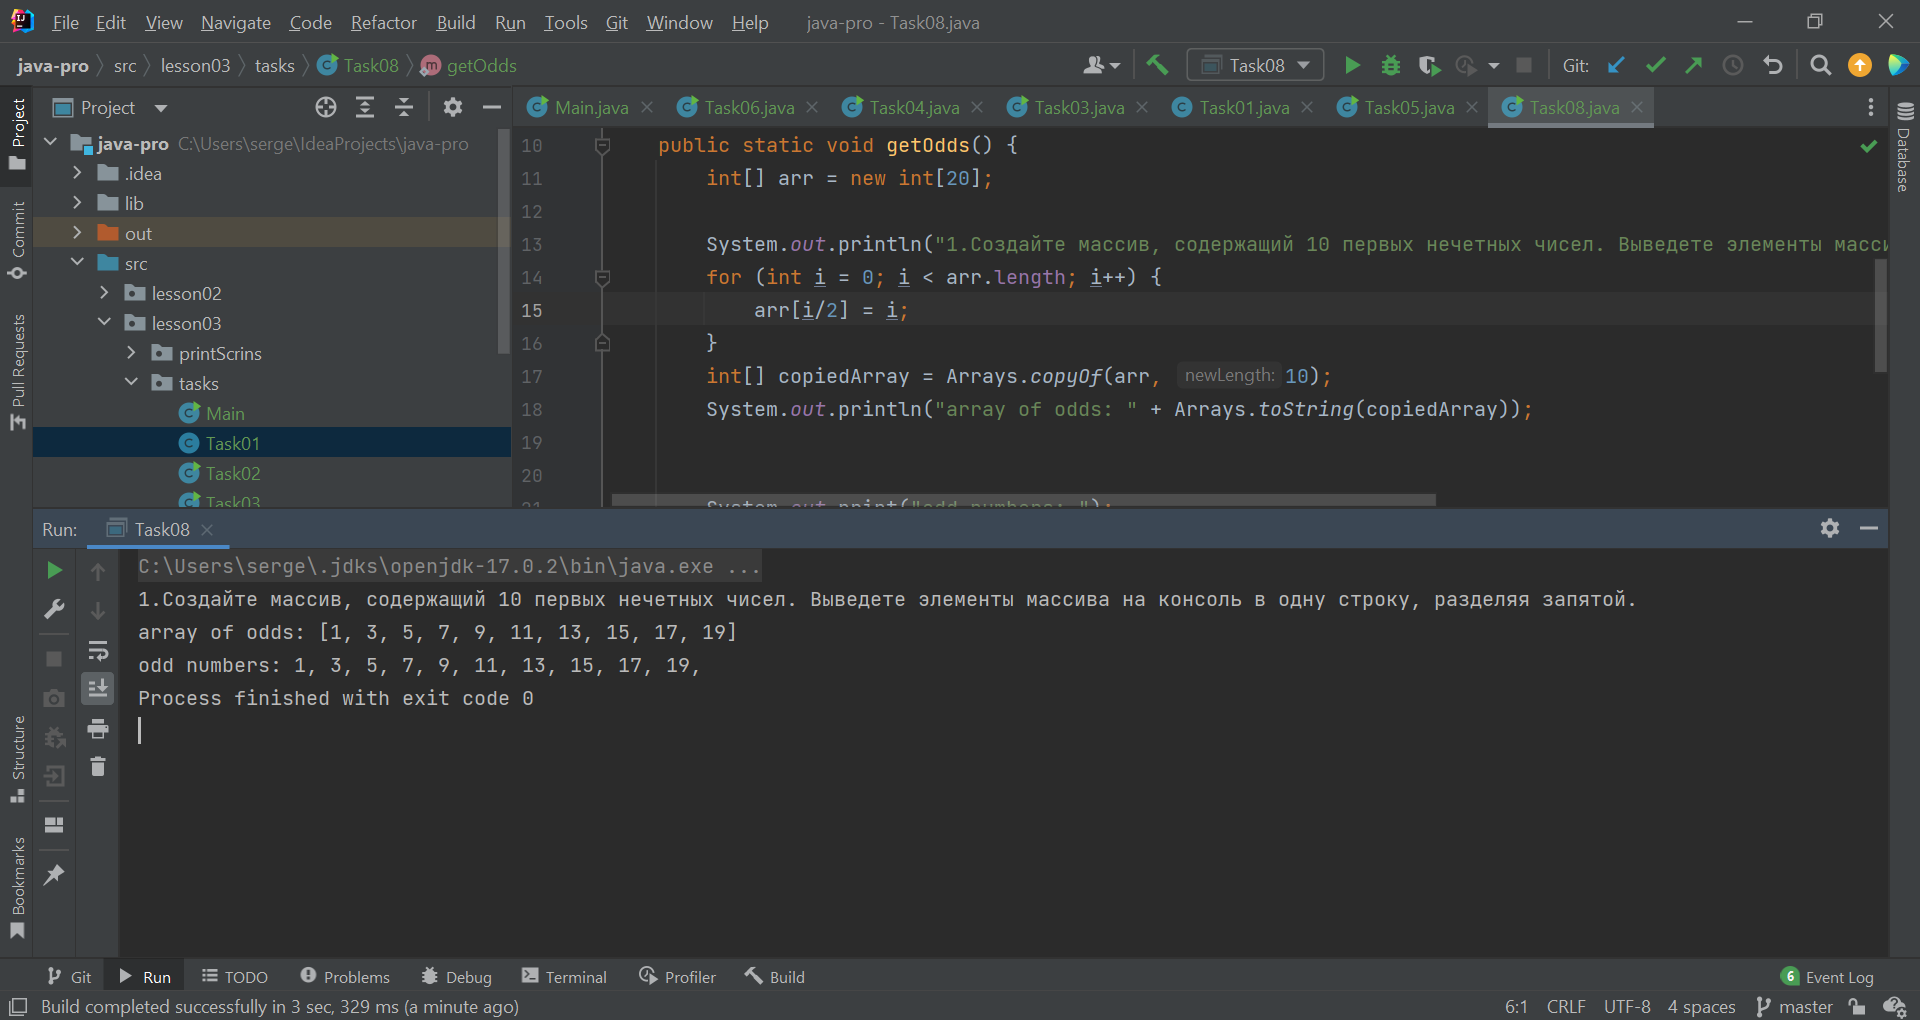 File Edit View Navigate Code Refactor Build Run Tools Git Window Help java-pro - Task08.java
java-pro src lesson03 tasks Task08 getOdds Task08 Git:
Project
Main.java Task06.java Task04.java Task03.java Task01.java Task05.java Task08.java
java-pro C:\Users\serge\IdeaProjects\java-pro
.idea
lib
out
src
lesson02
lesson03
printScrins
tasks
Main
Task01
Task02
Task03
10 public static void getOdds() {
11 int[] arr = new int[20];
12
13 System.out.println("1.Создайте массив, содержащий 10 первых нечетных чисел. Выведете элементы масси
14 for (int i = 0; i < arr.length; i++) {
15 arr[i/2] = i;
16 }
17 int[] copiedArray = Arrays.copyOf(arr, newLength: 10);
18 System.out.println("array of odds: " + Arrays.toString(copiedArray));
19
20
21 System.out.print("odd numbers: ");
Project
Commit
Pull Requests
Structure
Bookmarks
Database
Run: Task08
C:\Users\serge\.jdks\openjdk-17.0.2\bin\java.exe ...
1.Создайте массив, содержащий 10 первых нечетных чисел. Выведете элементы массива на консоль в одну строку, разделяя запятой.
array of odds: [1, 3, 5, 7, 9, 11, 13, 15, 17, 19]
odd numbers: 1, 3, 5, 7, 9, 11, 13, 15, 17, 19,
Process finished with exit code 0
Git Run TODO Problems Debug Terminal Profiler Build 6 Event Log
Build completed successfully in 3 sec, 329 ms (a minute ago) 6:1 CRLF UTF-8 4 spaces master